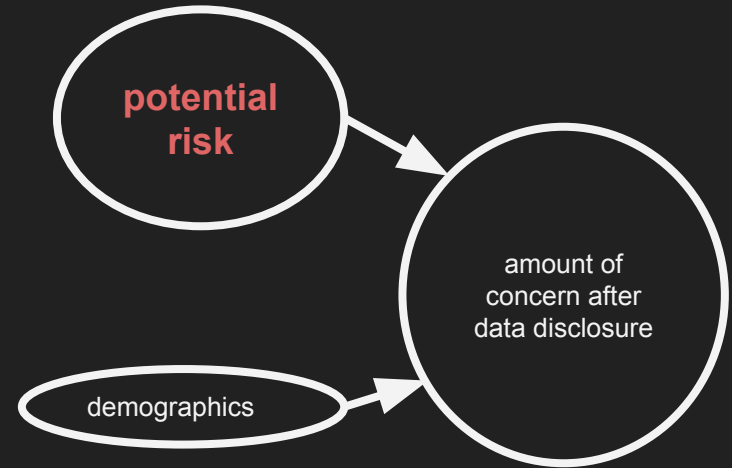 potential
risk
amount of
concern after
data disclosure
demographics